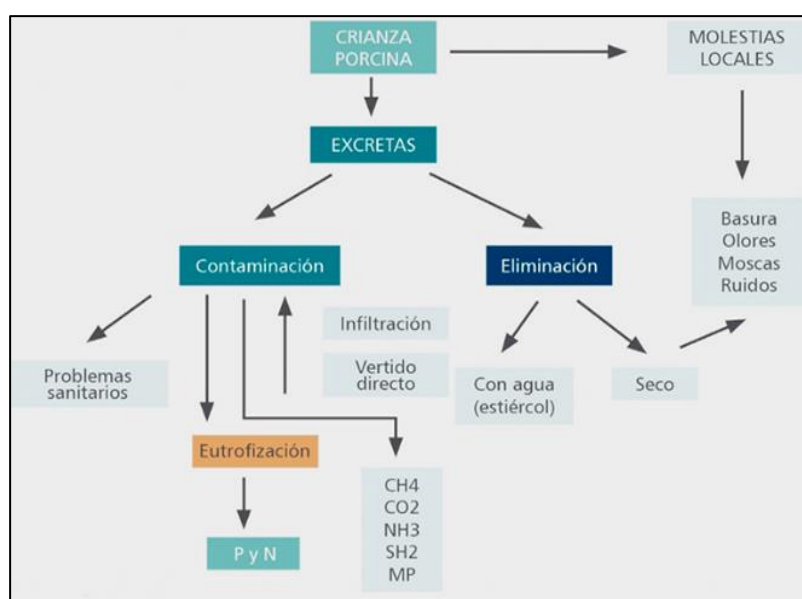 CRIANZA
PORCINA
MOLESTIAS
LOCALES
EXCRETAS
Basura
Olores
Moscas
Ruidos
Contaminación
Eliminación
Infiltración
Vertido
directo
Problemas
sanitarios
Con agua
(estiércol)
Seco
Eutrofización
CH4
CO2
NH3
SH2
MP
P y N